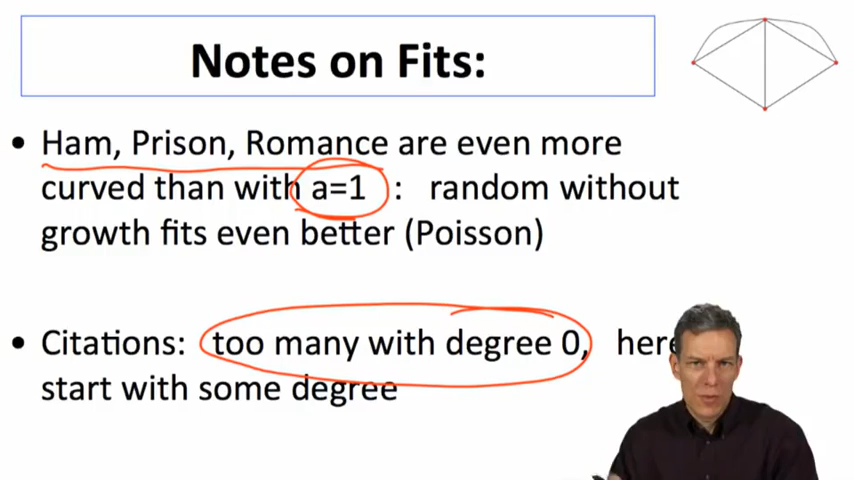 Notes on Fits:
• Ham, Prison, Romance are even more
curved than with a=1 : random without
growth fits even better (Poisson)
• Citations: too many with degree 0, here
start with some degree